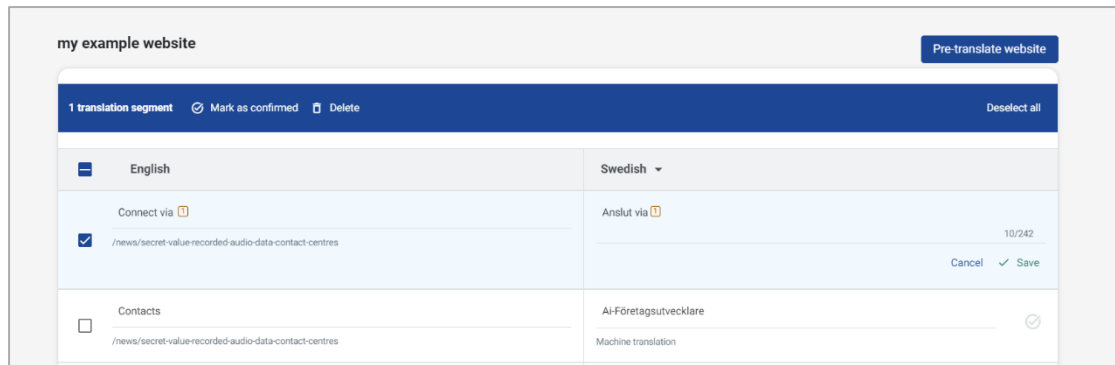 my example website
Pre-translate website
1 translation segment Mark as confirmed Delete Deselect all
English Swedish
Connect via 1 Anslut via 1
/news/secret-value-recorded-audio-data-contact-centres 10/242
Cancel Save
Contacts Ai-Företagsutvecklare
/news/secret-value-recorded-audio-data-contact-centres Machine translation